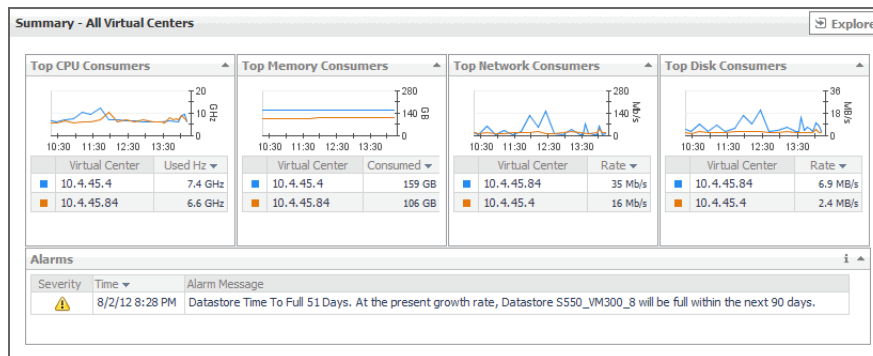 Summary - All Virtual Centers
Explore
Top CPU Consumers
20
10
0
GHz
10:30 11:30 12:30 13:30
Virtual Center Used Hz
10.4.45.4 7.4 GHz
10.4.45.84 6.6 GHz
Top Memory Consumers
280
140
0
GB
10:30 11:30 12:30 13:30
Virtual Center Consumed
10.4.45.4 159 GB
10.4.45.84 106 GB
Top Network Consumers
280
140
0
Mb/s
10:30 11:30 12:30 13:30
Virtual Center Rate
10.4.45.84 35 Mb/s
10.4.45.4 16 Mb/s
Top Disk Consumers
36
18
0
MB/s
10:30 11:30 12:30 13:30
Virtual Center Rate
10.4.45.84 6.9 MB/s
10.4.45.4 2.4 MB/s
Alarms
i
Severity Time Alarm Message
8/2/12 8:28 PM Datastore Time To Full 51 Days. At the present growth rate, Datastore S550_VM300_8 will be full within the next 90 days.